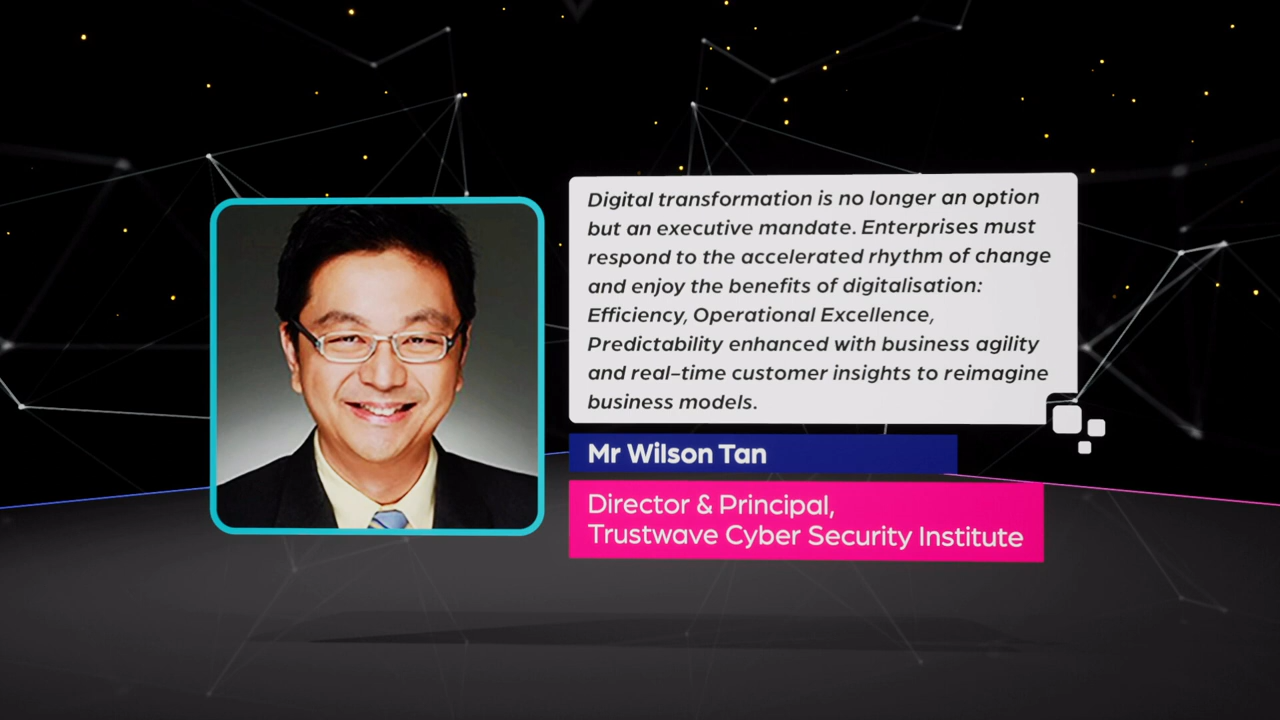 Digital transformation is no longer an option
but an executive mandate. Enterprises must
respond to the accelerated rhythm of change
and enjoy the benefits of digitalisation:
Efficiency, Operational Excellence,
Predictability enhanced with business agility
and real-time customer insights to reimagine
business models.
Mr Wilson Tan
Director & Principal,
Trustwave Cyber Security Institute